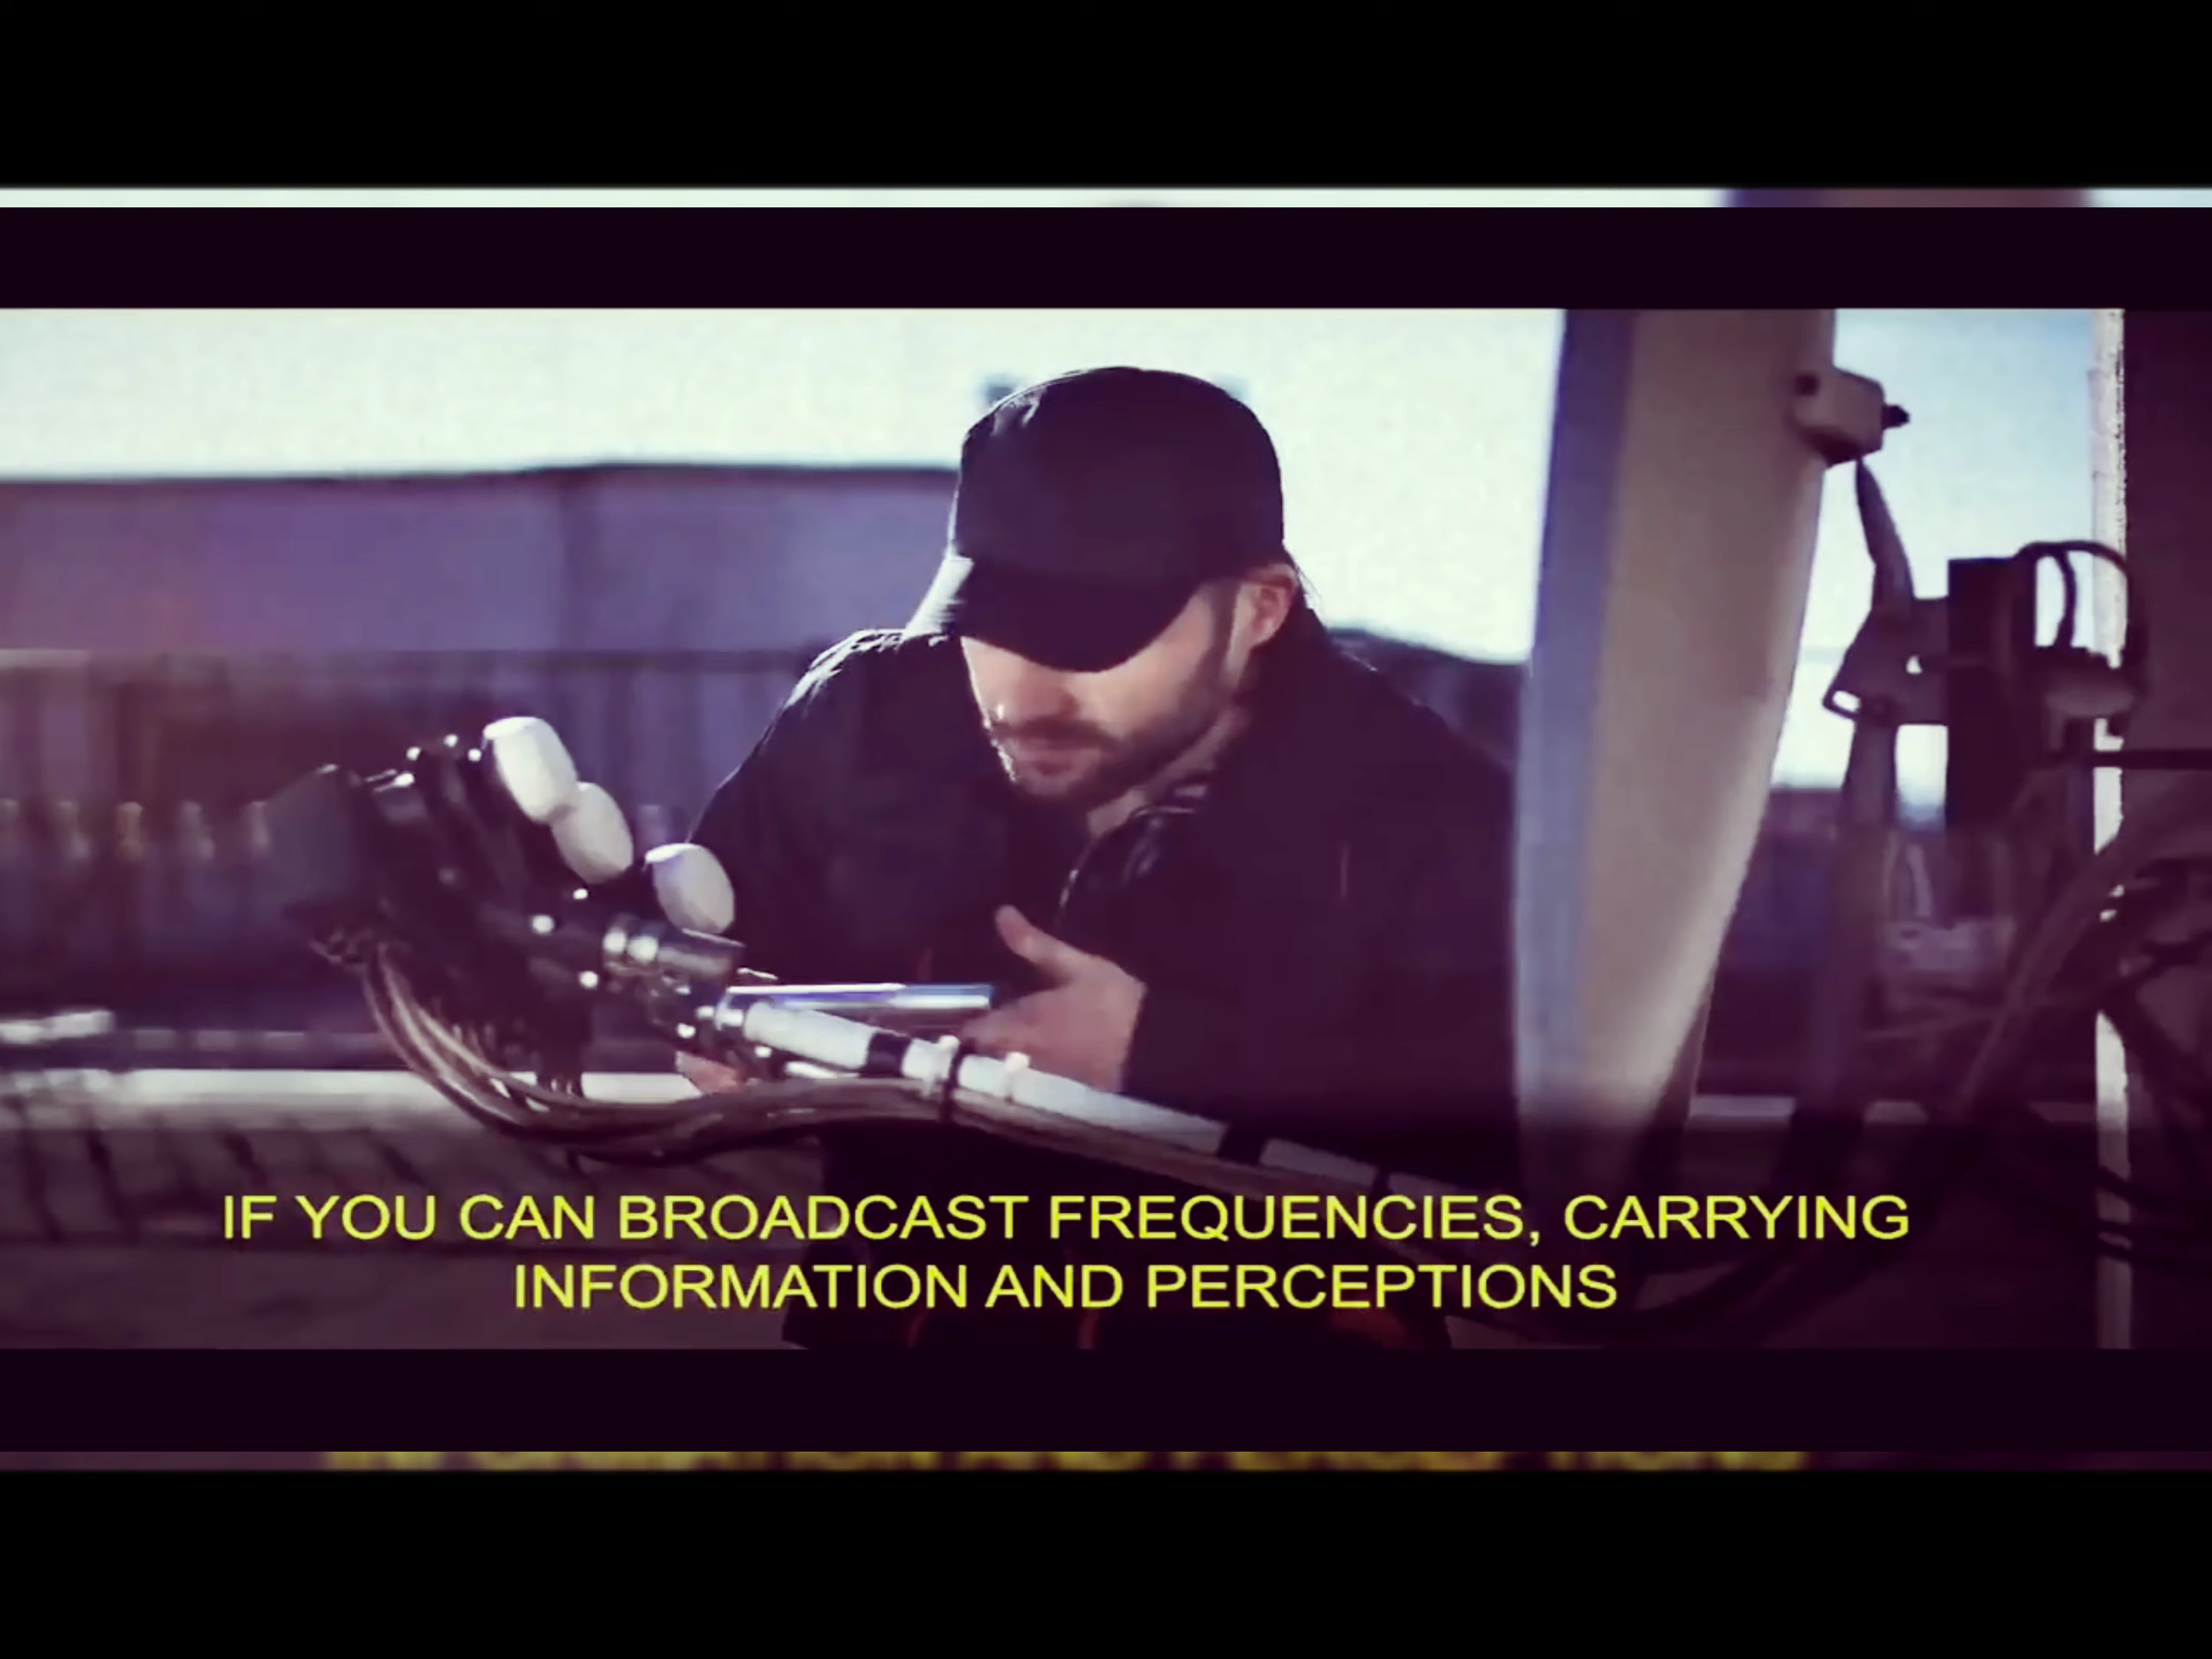 IF YOU CAN BROADCAST FREQUENCIES, CARRYING
INFORMATION AND PERCEPTIONS